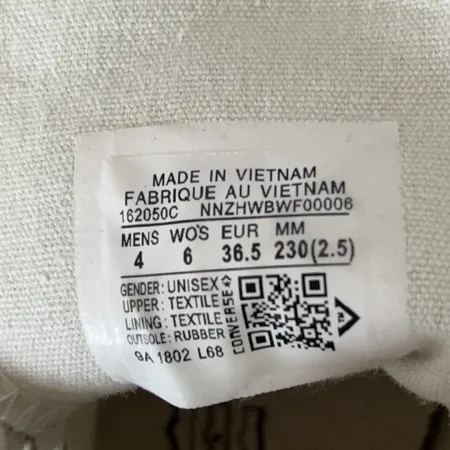 MADE IN VIETNAM
FABRIQUE AU VIETNAM
162050C NNZHWBWF00006
MENS WO'S EUR MM
4 6 36.5 230(2.5)
GENDER: UNISEX
UPPER: TEXTILE
LINING: TEXTILE
OUTSOLE: RUBBER
9A 1802 L68
CONVERSE